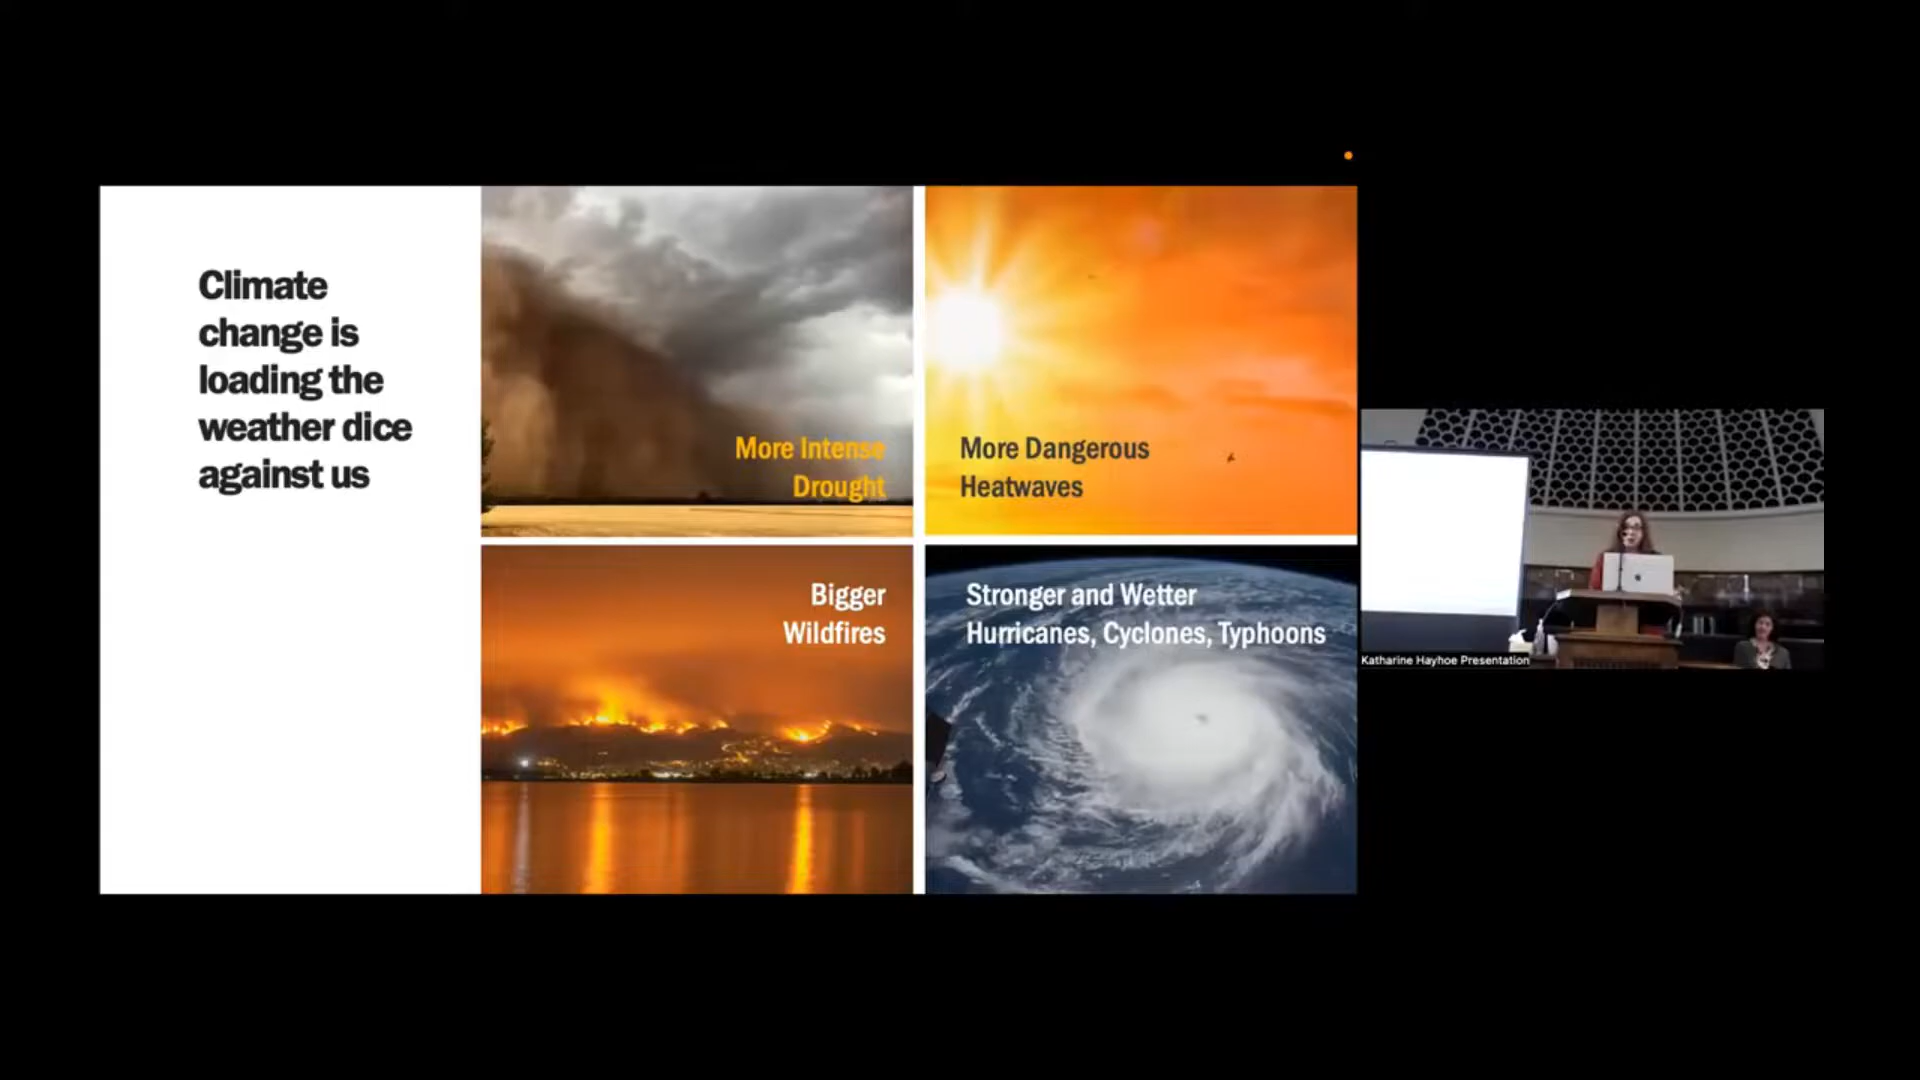 Climate
change is
loading the
weather dice
against us
More Intense
Drought
More Dangerous
Heatwaves
Bigger
Wildfires
Stronger and Wetter
Hurricanes, Cyclones, Typhoons
Katharine Hayhoe Presentation